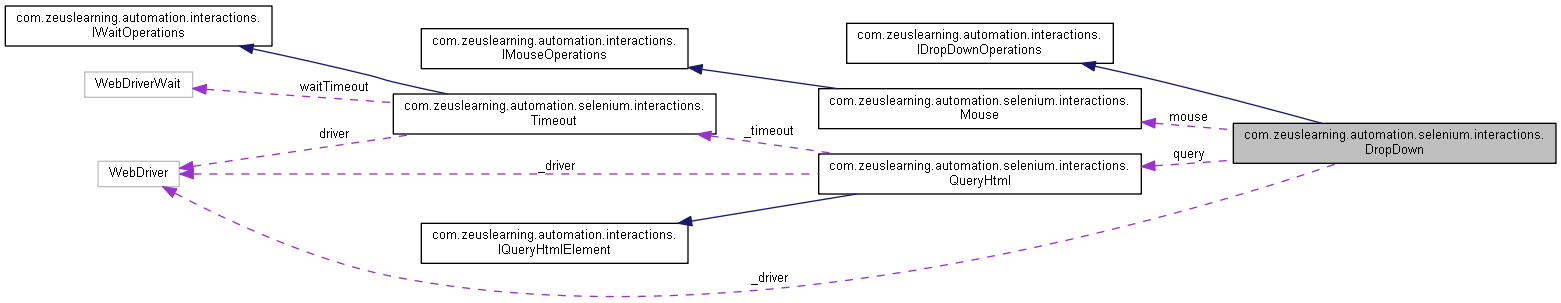 com.zeuslearning.automation.interactions.
IWaitOperations
com.zeuslearning.automation.interactions.
IMouseOperations
com.zeuslearning.automation.interactions.
IDropDownOperations
WebDriverWait
waitTimeout
com.zeuslearning.automation.selenium.interactions.
Timeout
com.zeuslearning.automation.selenium.interactions.
Mouse
mouse
driver
_timeout
com.zeuslearning.automation.selenium.interactions.
DropDown
query
WebDriver
_driver
com.zeuslearning.automation.selenium.interactions.
QueryHtml
com.zeuslearning.automation.interactions.
IQueryHtmlElement
_driver